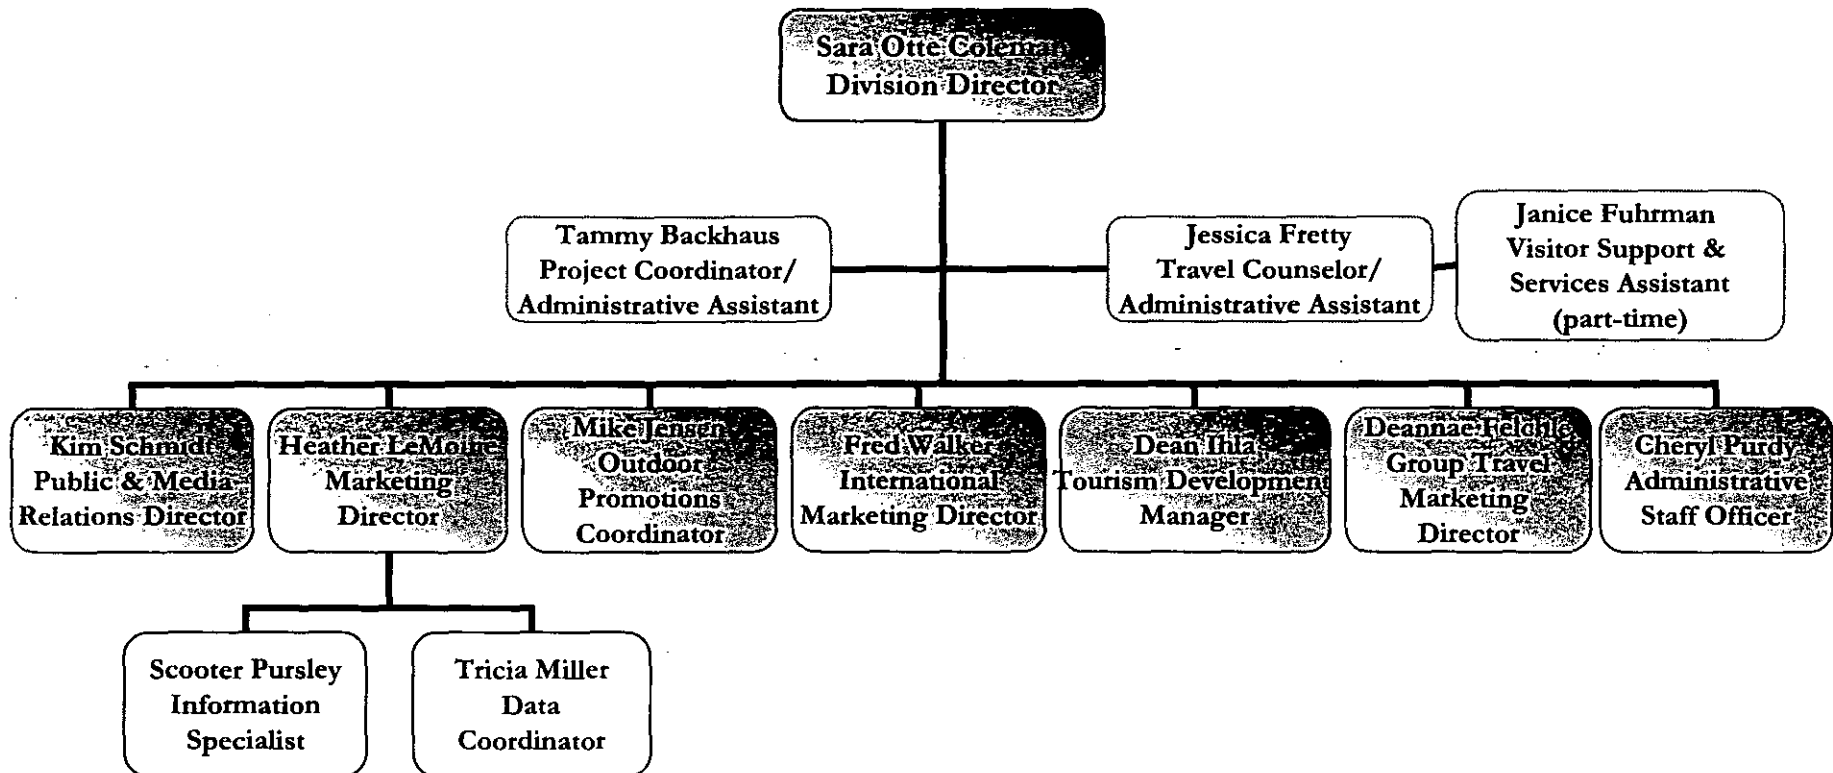 Sara Otte Coleman
Division Director
Tammy Backhaus
Project Coordinator/
Administrative Assistant
Jessica Fretty
Travel Counselor/
Administrative Assistant
Janice Fuhrman
Visitor Support &
Services Assistant
(part-time)
Kim Schmidt
Public & Media
Relations Director
Heather LeMoine
Marketing
Director
Mike Jensen
Outdoor
Promotions
Coordinator
Fred Walker
International
Marketing Director
Dean Ihla
Tourism Development
Manager
Deannae Felchle
Group Travel
Marketing
Director
Cheryl Purdy
Administrative
Staff Officer
Scooter Pursley
Information
Specialist
Tricia Miller
Data
Coordinator